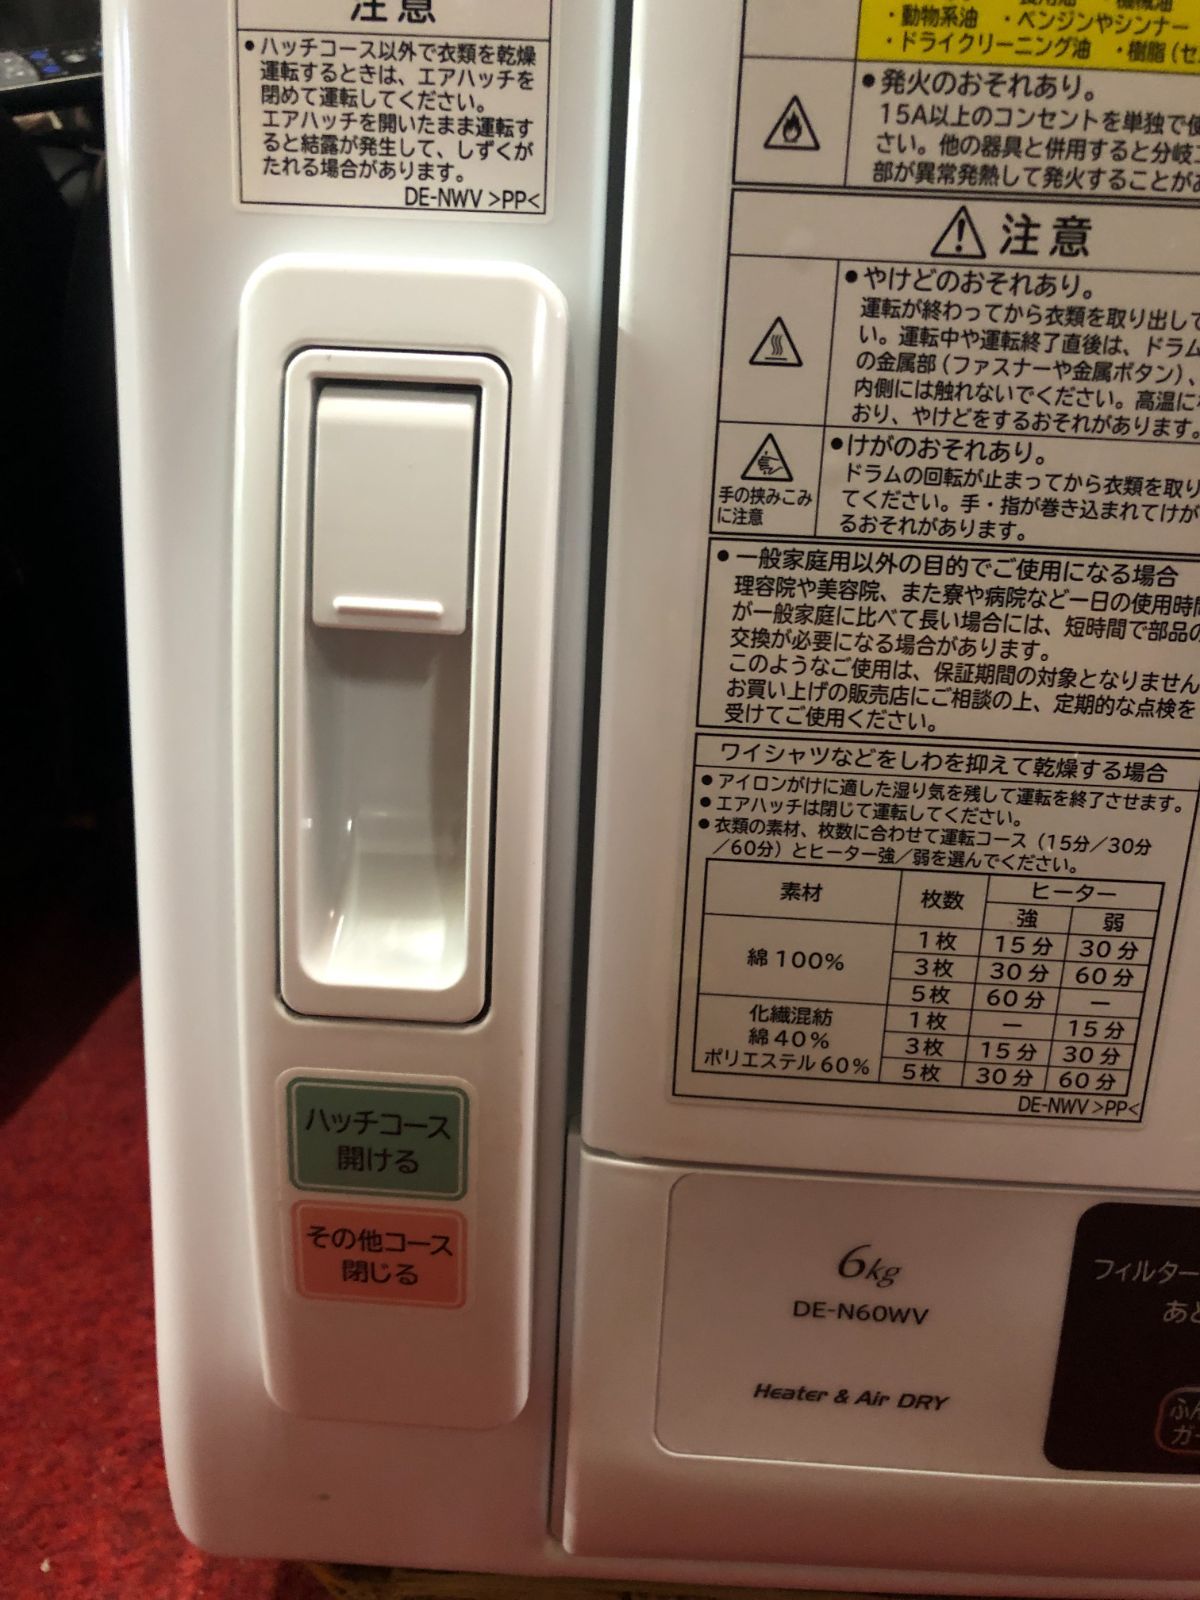 注意
●ハッチコース以外で衣類を乾燥
運転するときは、エアハッチを
閉めて運転してください。
エアハッチを開いたまま運転す
ると結露が発生して、しずくが
たれる場合があります。
DE-NWV >PP<
ハッチコース
開ける
その他コース
閉じる
・動物系油 ・ベンジンやシンナー
・ドライクリーニング油 ・樹脂(セ
●発火のおそれあり。
15A以上のコンセントを単独で使
さい。他の器具と併用すると分岐コ
部が異常発熱して発火することがあ
注意
●やけどのおそれあり。
運転が終わってから衣類を取り出して
い。運転中や運転終了直後は、ドラム
の金属部(ファスナーや金属ボタン)、
内側には触れないでください。高温にな
おり、やけどをするおそれがあります。
手の挟みこみ
に注意
●けがのおそれあり。
ドラムの回転が止まってから衣類を取り
てください。手・指が巻き込まれてけが
るおそれがあります。
●一般家庭用以外の目的でご使用になる場合
理容院や美容院、また寮や病院など一日の使用時間
が一般家庭に比べて長い場合には、短時間で部品の
交換が必要になる場合があります。
このようなご使用は、保証期間の対象となりません
お買い上げの販売店にご相談の上、定期的な点検を
受けてご使用ください。
ワイシャツなどをしわを抑えて乾燥する場合
●アイロンがけに適した湿り気を残して運転を終了させます。
●エアハッチは閉じて運転してください。
●衣類の素材、枚数に合わせて運転コース(15分/30分
/60分)とヒーター強/弱を選んでください。
素材 枚数 ヒーター
強 弱
綿100% 1枚 15分 30分
3枚 30分 60分
5枚 60分 ―
化繊混紡 綿40% ポリエステル60% 1枚 ― 15分
3枚 15分 30分
5枚 30分 60分
DE-NWV >PP<
6kg
DE-N60WV
Heater & Air DRY
フィルター